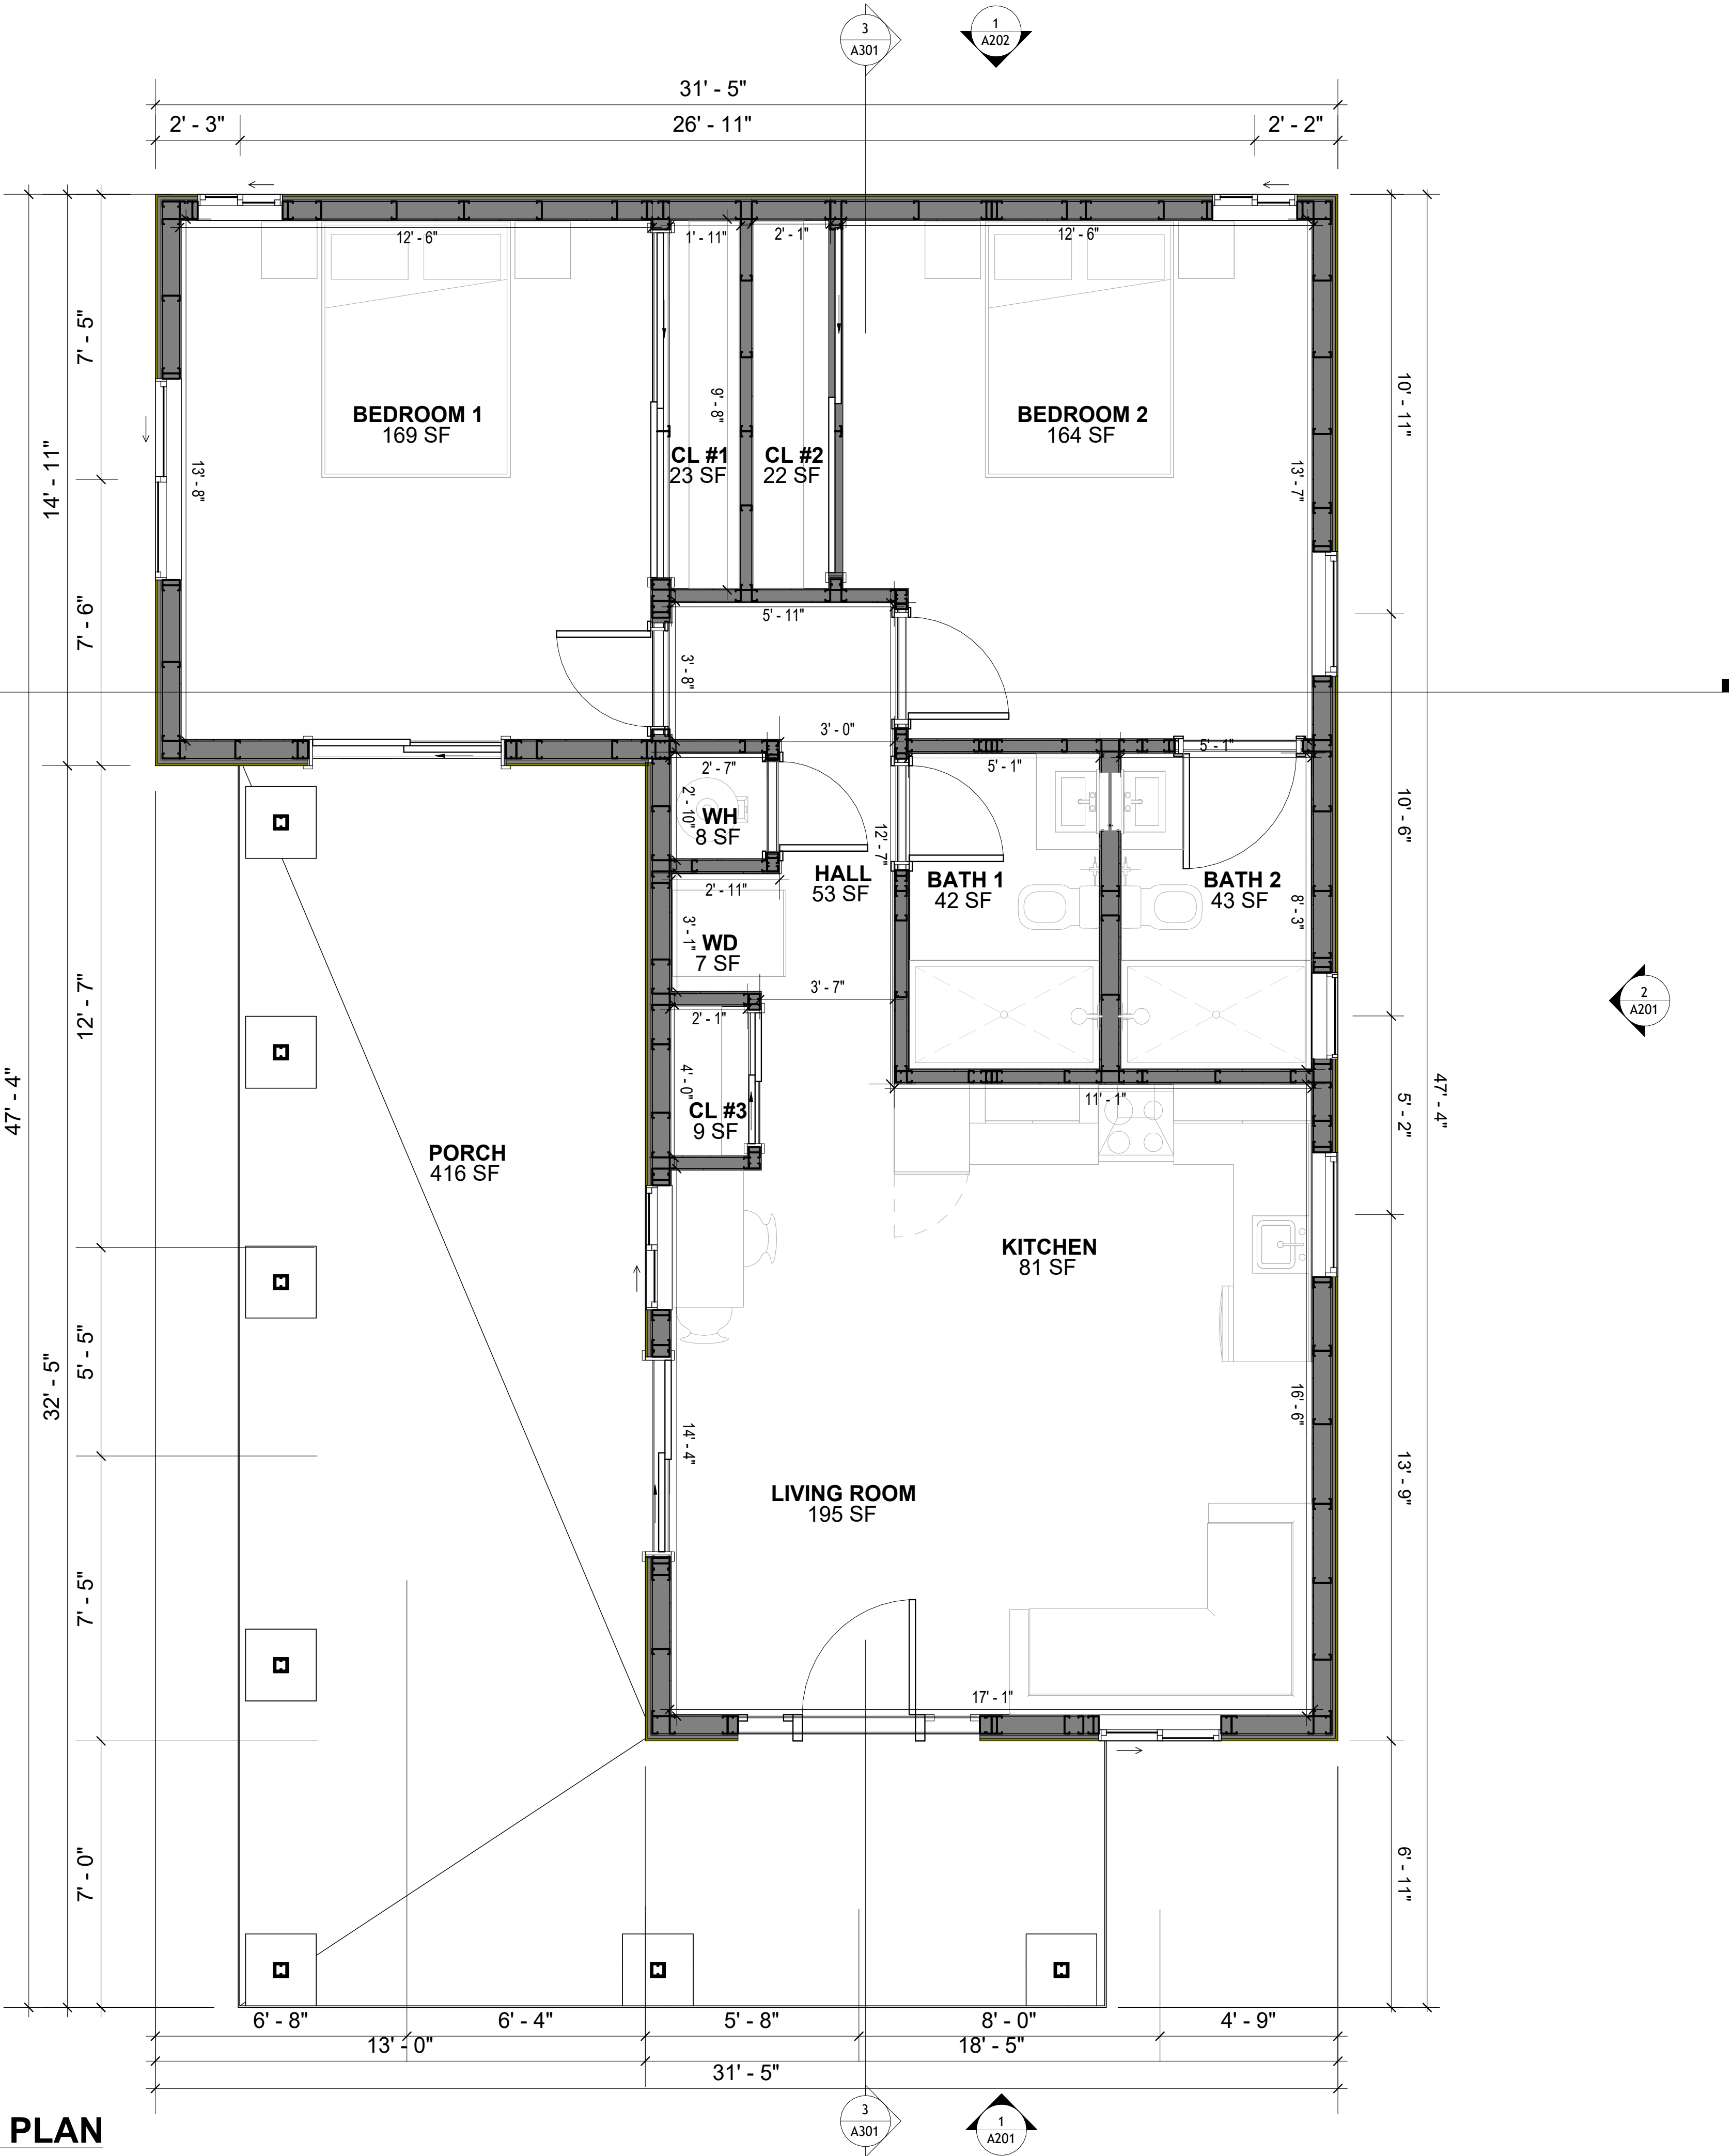 3
A301
1
A202
31' - 5"
2' - 3"
26' - 11"
2' - 2"
12' - 6"
1' - 11"
2' - 1"
12' - 6"
7' - 5"
14' - 11"
9' - 8"
10' - 11"
BEDROOM 1
169 SF
BEDROOM 2
164 SF
CL #1
23 SF
CL #2
22 SF
13' - 8"
13' - 7"
7' - 6"
5' - 11"
3' - 8"
3' - 0"
5' - 1"
5' - 1"
2' - 7"
2' - 10"
WH
8 SF
12' - 7"
10' - 6"
HALL
53 SF
BATH 1
42 SF
BATH 2
43 SF
2' - 11"
8' - 3"
3' - 1"
WD
7 SF
3' - 7"
12' - 7"
2
A201
2' - 1"
4' - 0"
CL #3
9 SF
11' - 1"
47' - 4"
47' - 4"
5' - 2"
PORCH
416 SF
KITCHEN
81 SF
5' - 5"
32' - 5"
16' - 6"
14' - 4"
13' - 9"
LIVING ROOM
195 SF
7' - 5"
17' - 1"
7' - 0"
6' - 11"
6' - 8"
6' - 4"
5' - 8"
8' - 0"
4' - 9"
13' - 0"
18' - 5"
31' - 5"
3
A301
1
A201
PLAN